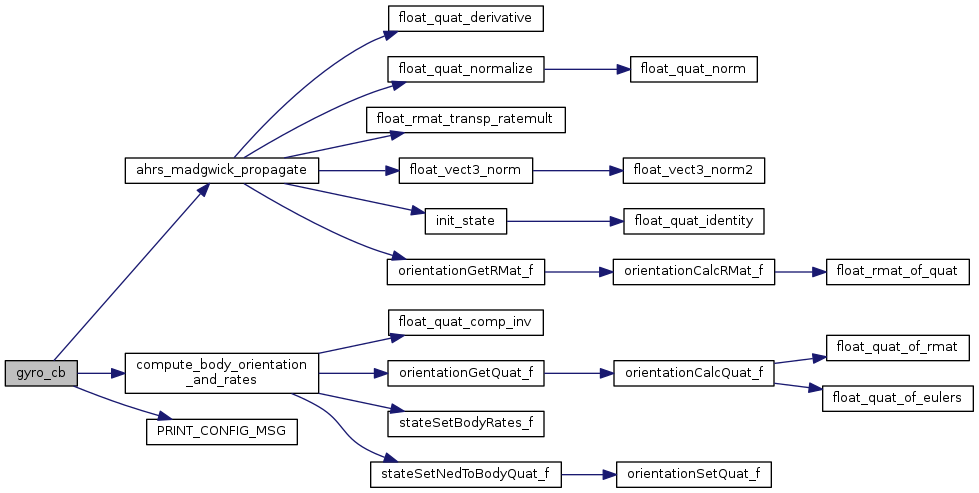 float_quat_derivative
float_quat_normalize
float_quat_norm
float_rmat_transp_ratemult
ahrs_madgwick_propagate
float_vect3_norm
float_vect3_norm2
init_state
float_quat_identity
orientationGetRMat_f
orientationCalcRMat_f
float_rmat_of_quat
float_quat_comp_inv
float_quat_of_rmat
gyro_cb
compute_body_orientation
_and_rates
orientationGetQuat_f
orientationCalcQuat_f
float_quat_of_eulers
stateSetBodyRates_f
PRINT_CONFIG_MSG
stateSetNedToBodyQuat_f
orientationSetQuat_f